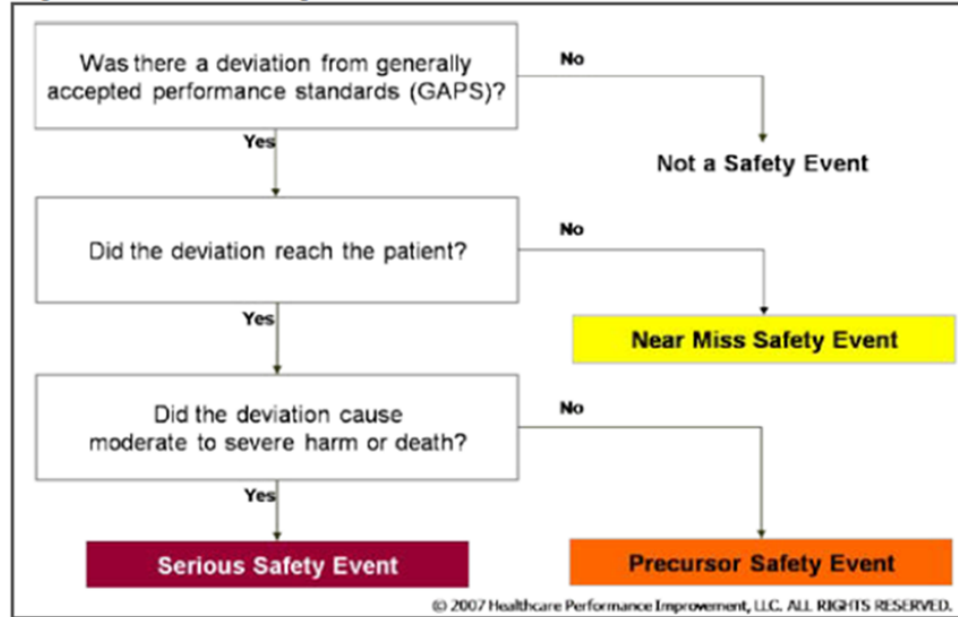 Was there a deviation from generally
accepted performance standards (GAPS)?
No
Yes
Not a Safety Event
Did the deviation reach the patient?
No
Yes
Near Miss Safety Event
Did the deviation cause
moderate to severe harm or death?
No
Yes
Serious Safety Event
Precursor Safety Event
© 2007 Healthcare Performance Improvement, LLC. ALL RIGHTS RESERVED.